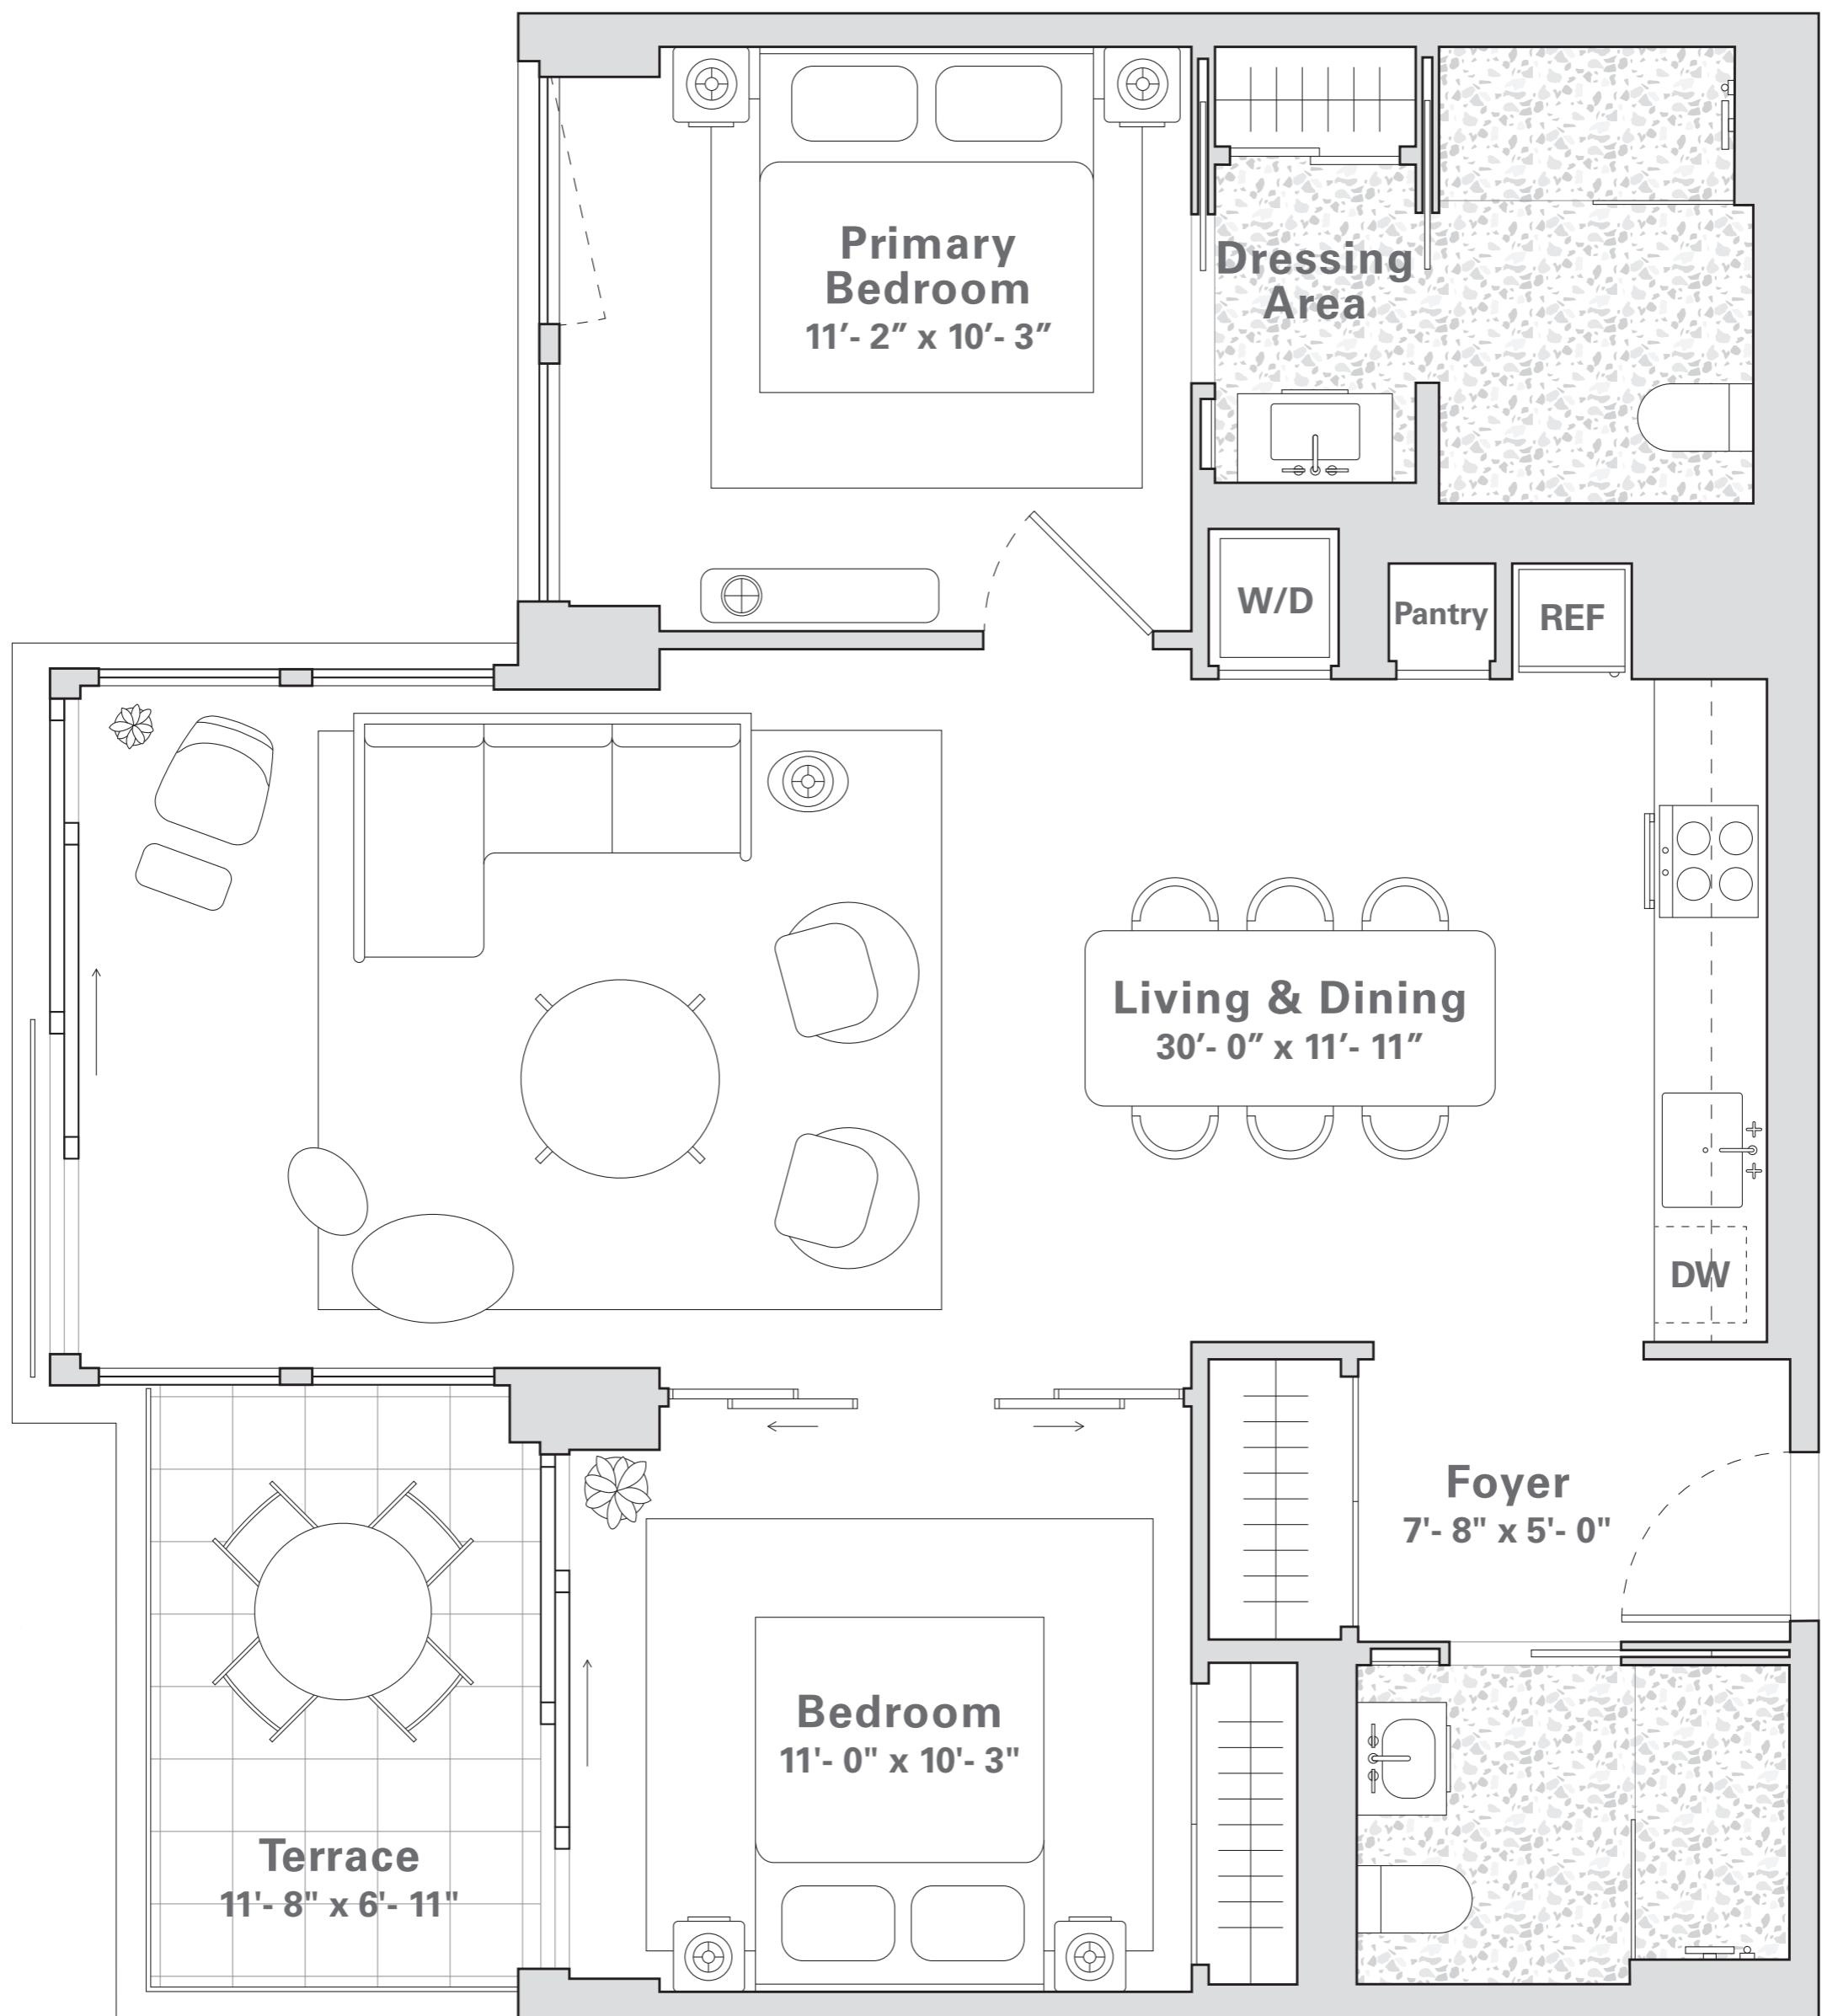 Primary
Bedroom
11′- 2″ x 10′- 3″
Dressing
Area
W/D
Pantry
REF
Living & Dining
30′- 0″ x 11′- 11″
DW
Foyer
7'- 8" x 5'- 0"
Bedroom
11'- 0" x 10'- 3"
Terrace
11'- 8" x 6'- 11"